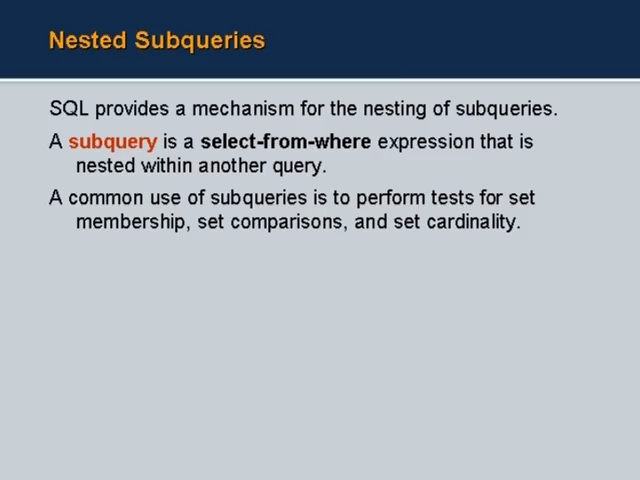 Nested Subqueries
SQL provides a mechanism for the nesting of subqueries.
A subquery is a select-from-where expression that is
nested within another query.
A common use of subqueries is to perform tests for set
membership, set comparisons, and set cardinality.